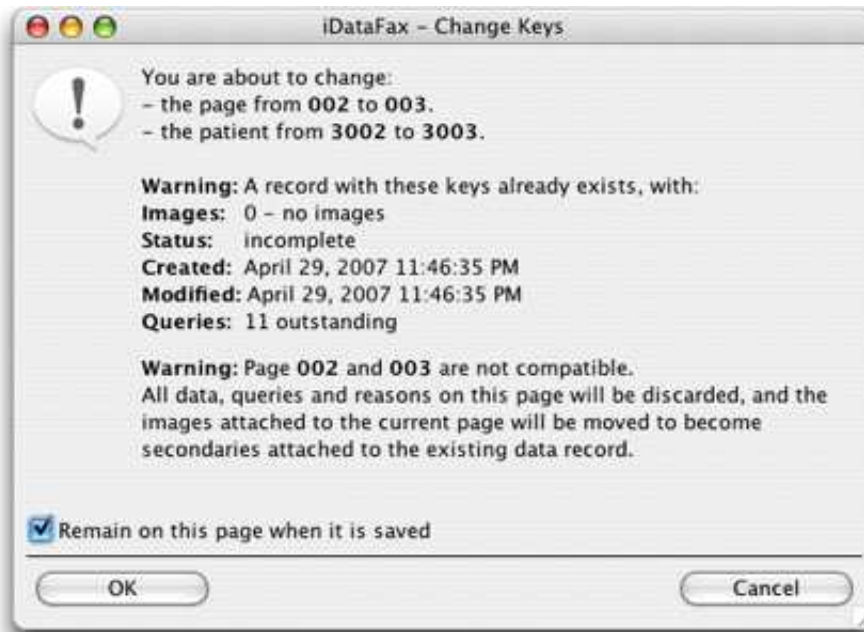 iDataFax – Change Keys
You are about to change:
– the page from 002 to 003.
– the patient from 3002 to 3003.
Warning: A record with these keys already exists, with:
Images: 0 – no images
Status: incomplete
Created: April 29, 2007 11:46:35 PM
Modified: April 29, 2007 11:46:35 PM
Queries: 11 outstanding
Warning: Page 002 and 003 are not compatible.
All data, queries and reasons on this page will be discarded, and the
images attached to the current page will be moved to become
secondaries attached to the existing data record.
Remain on this page when it is saved
OK
Cancel